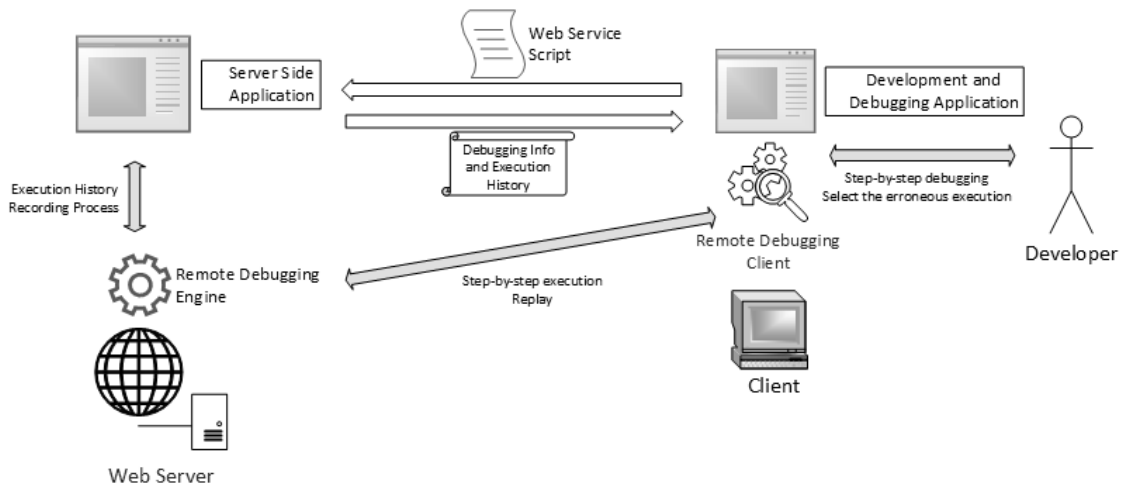 Web Service
Script
Server Side
Application
Development and
Debugging Application
Debugging Info
and Execution
History
Execution History
Recording Process
Step-by-step debugging
Select the erroneous execution
Remote Debugging
Client
Developer
Remote Debugging
Engine
Step-by-step execution
Replay
Client
Web Server